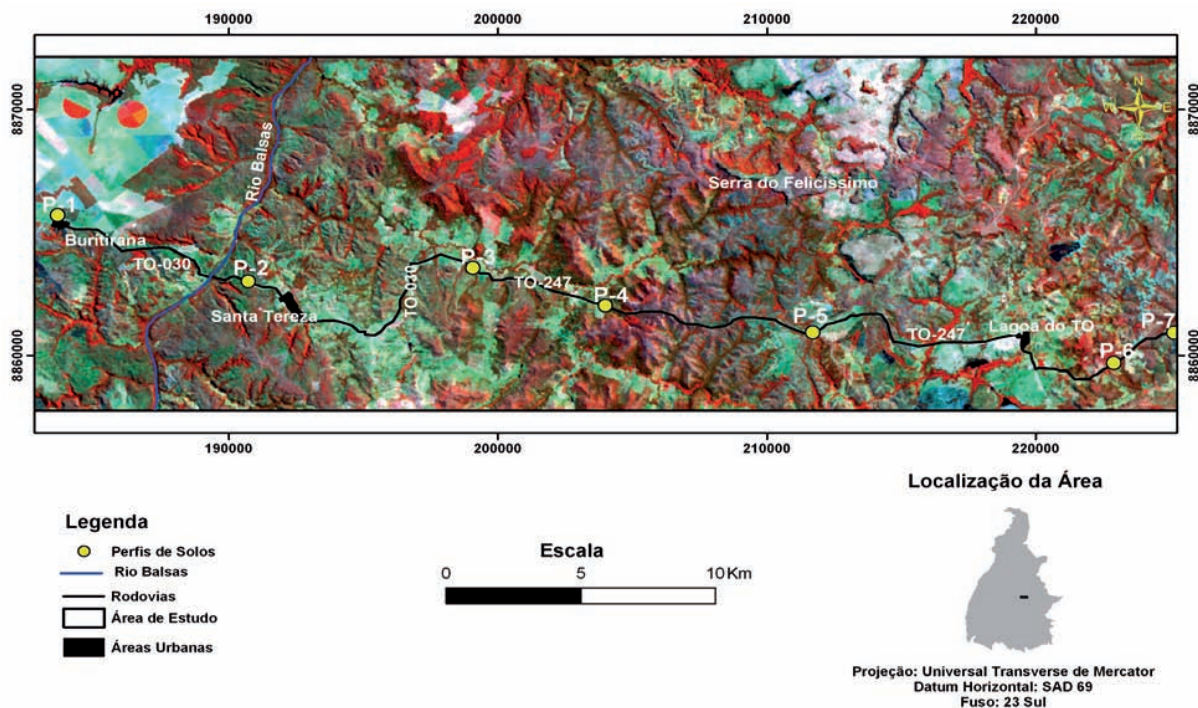 190000
200000
210000
220000
8870000
8870000
W
E
Rio Balsas
Serra do Felicissimo
P-1
Buritirana
TO-030
P-2
Santa Tereza
TO-030
P-3
TO-247
P-4
P-5
TO-247
Lagoa do TO
P-6
P-7
8860000
8860000
190000
200000
210000
220000
Legenda
Perfis de Solos
Rio Balsas
Rodovias
Área de Estudo
Áreas Urbanas
Escala
0 5 10Km
Localização da Área
Projeção: Universal Transverse de Mercator
Datum Horizontal: SAD 69
Fuso: 23 Sul